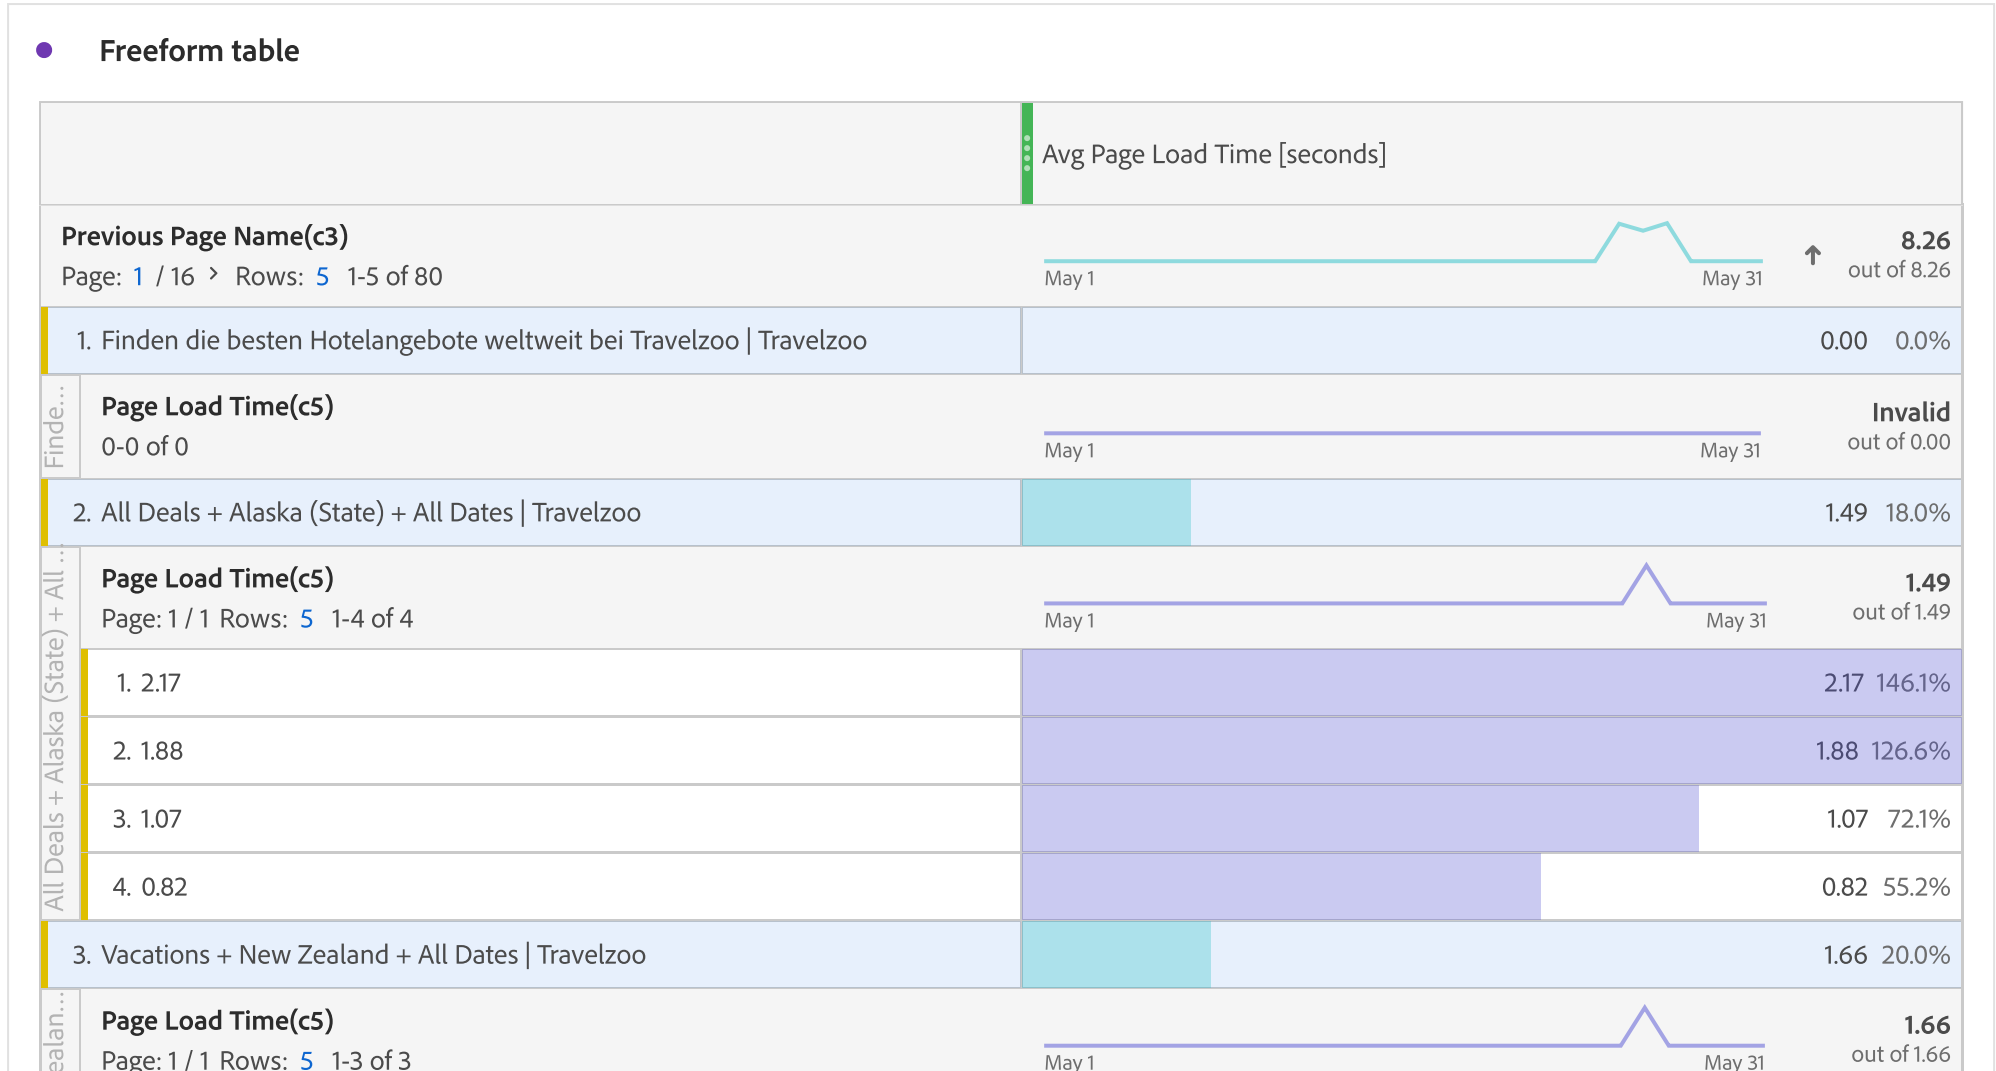 Freeform table
Avg Page Load Time [seconds]
Previous Page Name(c3)
Page: 1 / 16 > Rows: 5 1-5 of 80
May 1
May 31
8.26
out of 8.26
1. Finden die besten Hotelangebote weltweit bei Travelzoo | Travelzoo
0.00 0.0%
Finde...
Page Load Time(c5)
0-0 of 0
May 1
May 31
Invalid
out of 0.00
2. All Deals + Alaska (State) + All Dates | Travelzoo
1.49 18.0%
All Deals + Alaska (State) + All ...
Page Load Time(c5)
Page: 1 / 1 Rows: 5 1-4 of 4
May 1
May 31
1.49
out of 1.49
1. 2.17
2.17 146.1%
2. 1.88
1.88 126.6%
3. 1.07
1.07 72.1%
4. 0.82
0.82 55.2%
3. Vacations + New Zealand + All Dates | Travelzoo
1.66 20.0%
ealan...
Page Load Time(c5)
Page: 1 / 1 Rows: 5 1-3 of 3
May 1
May 31
1.66
out of 1.66